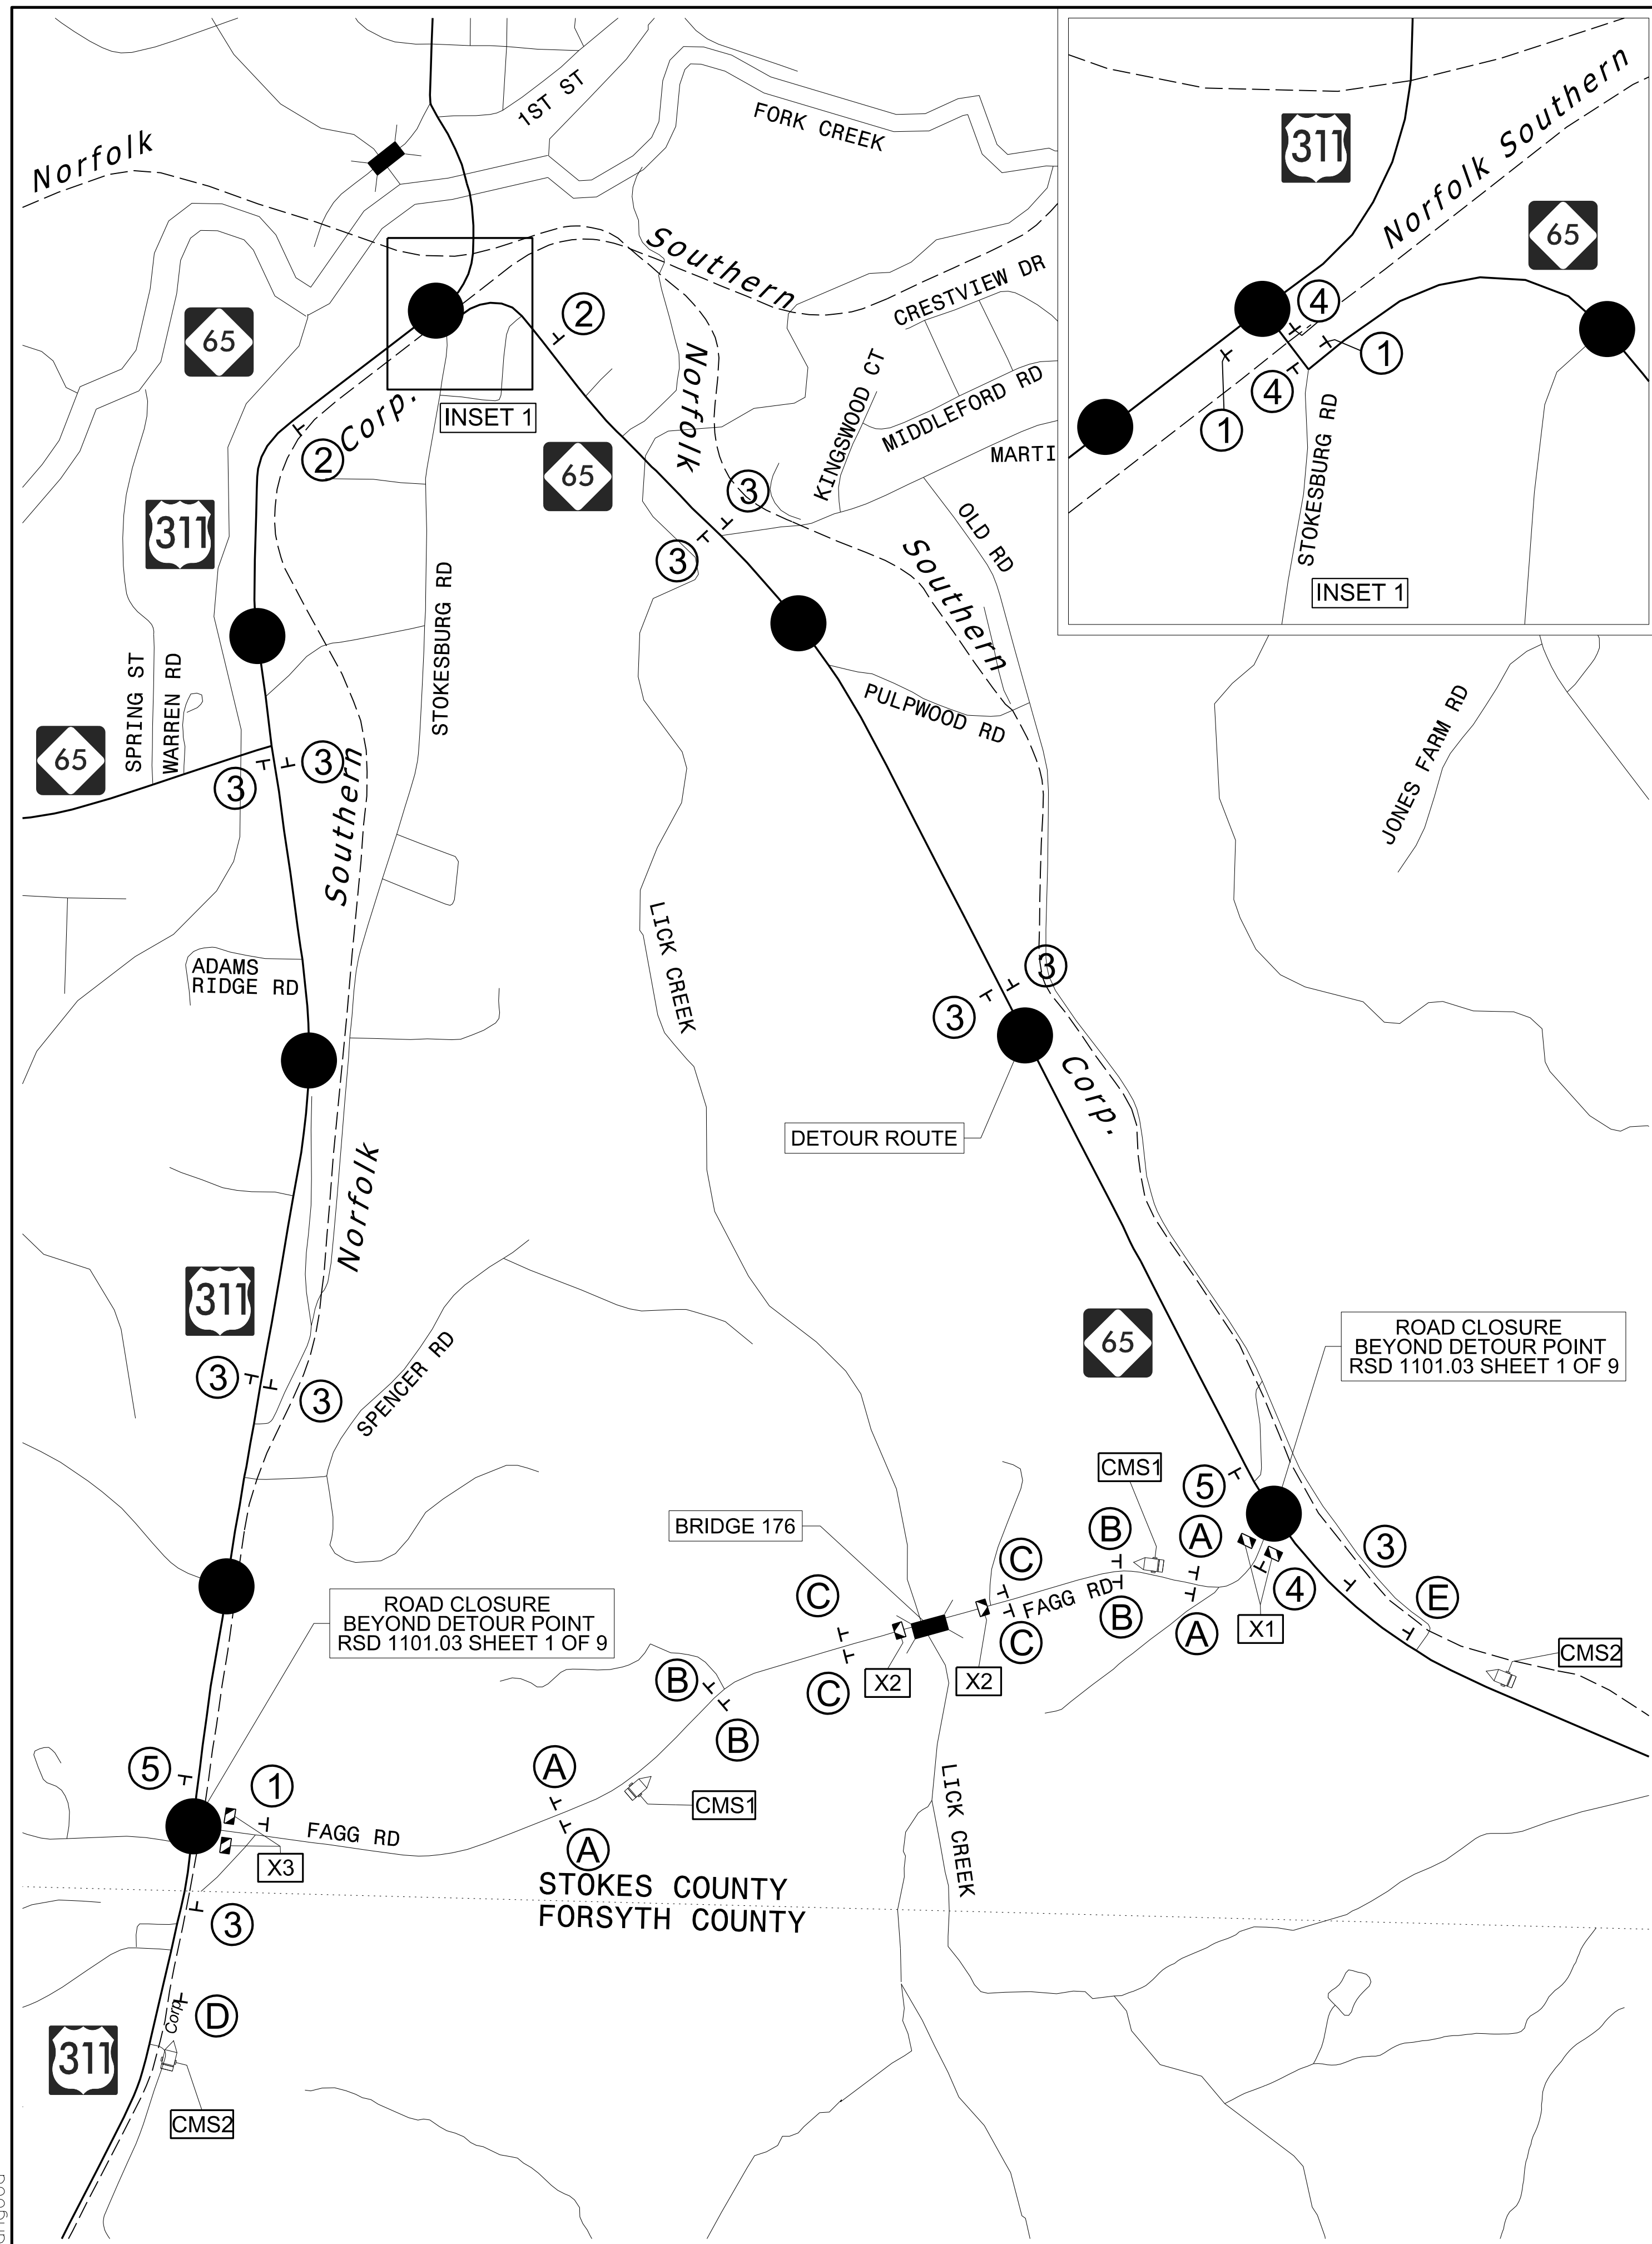 1ST ST
FORK CREEK
Norfolk
Southern
CRESTVIEW DR
65
2
Norfolk
KINGSWOOD CT
MIDDLEFORD RD
MARTI
Corp.
INSET 1
2
65
311
3
3
OLD RD
Southern
STOKESBURG RD
SPRING ST
WARREN RD
PULPWOOD RD
65
3
3
Southern
JONES FARM RD
311
Norfolk Southern
65
4
1
4
1
STOKESBURG RD
INSET 1
ADAMS
RIDGE RD
LICK CREEK
3
3
Corp.
DETOUR ROUTE
Norfolk
311
65
ROAD CLOSURE
BEYOND DETOUR POINT
RSD 1101.03 SHEET 1 OF 9
3
3
SPENCER RD
CMS1
5
BRIDGE 176
B
A
C
3
C
FAGG RD
4
E
B
A
X1
C
CMS2
ROAD CLOSURE
BEYOND DETOUR POINT
RSD 1101.03 SHEET 1 OF 9
B
C
X2
X2
B
5
1
A
CMS1
FAGG RD
A
X3
LICK CREEK
STOKES COUNTY
FORSYTH COUNTY
3
Corp
D
311
CMS2